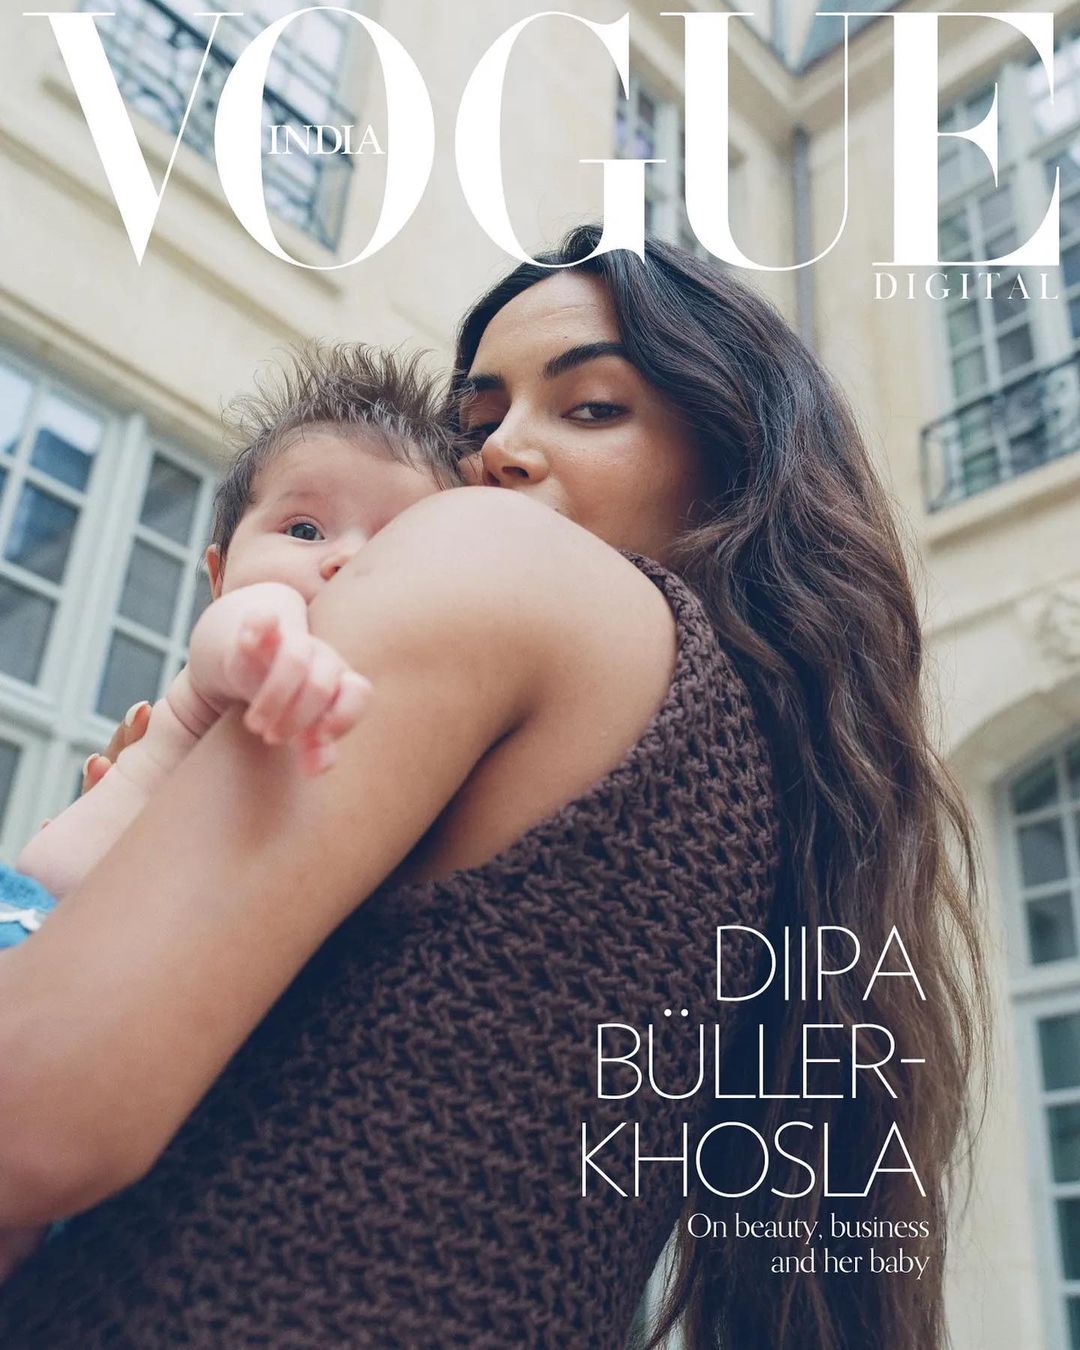 VOGUE
INDIA
DIGITAL
DIIPA
BÜLLER-
KHOSLA
On beauty, business
and her baby